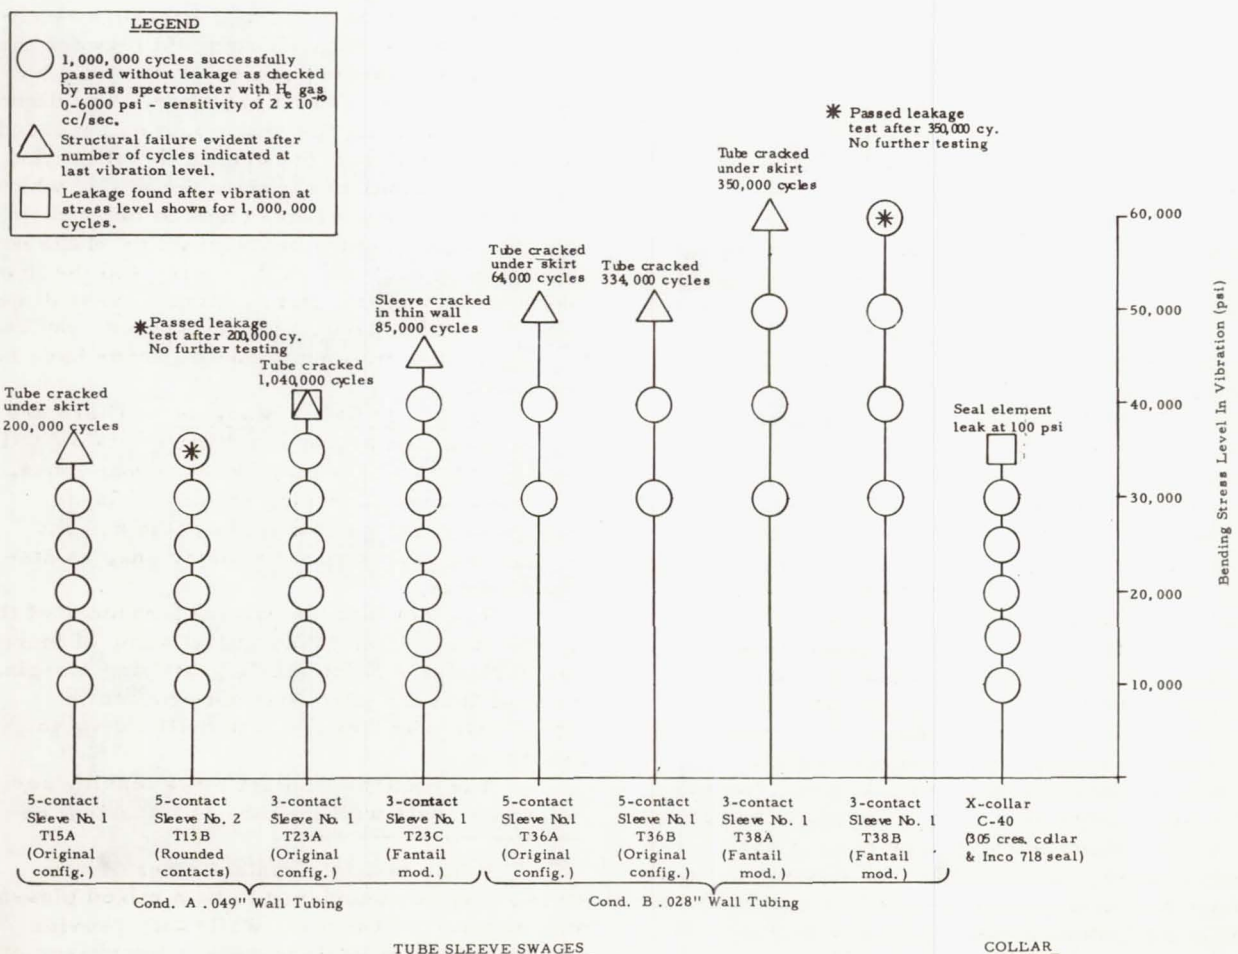 LEGEND
1,000,000 cycles successfully
passed without leakage as checked
by mass spectrometer with He gas
0-6000 psi - sensitivity of 2 x 10-10
cc/sec.
Structural failure evident after
number of cycles indicated at
last vibration level.
Leakage found after vibration at
stress level shown for 1,000,000
cycles.
* Passed leakage
test after 350,000 cy.
No further testing
Tube cracked
under skirt
350,000 cycles
Tube cracked
under skirt
64,000 cycles
Tube cracked
334,000 cycles
Sleeve cracked
in thin wall
85,000 cycles
* Passed leakage
test after 200,000 cy.
No further testing
Tube cracked
1,040,000 cycles
Tube cracked
under skirt
200,000 cycles
Seal element
leak at 100 psi
60,000
50,000
40,000
30,000
20,000
10,000
Bending Stress Level In Vibration (psi)
5-contact
Sleeve No. 1
T15A
(Original
config.)
5-contact
Sleeve No. 2
T13B
(Rounded
contacts)
3-contact
Sleeve No. 1
T23A
(Original
config.)
3-contact
Sleeve No. 1
T23C
(Fantail
mod.)
5-contact
Sleeve No.1
T36A
(Original
config.)
5-contact
Sleeve No.1
T36B
(Original
config.)
3-contact
Sleeve No. 1
T38A
(Fantail
mod.)
3-contact
Sleeve No. 1
T38B
(Fantail
mod.)
X-collar
C-40
(305 cres. collar
& Inco 718 seal)
Cond. A .049" Wall Tubing
Cond. B .028" Wall Tubing
TUBE SLEEVE SWAGES
COLLAR